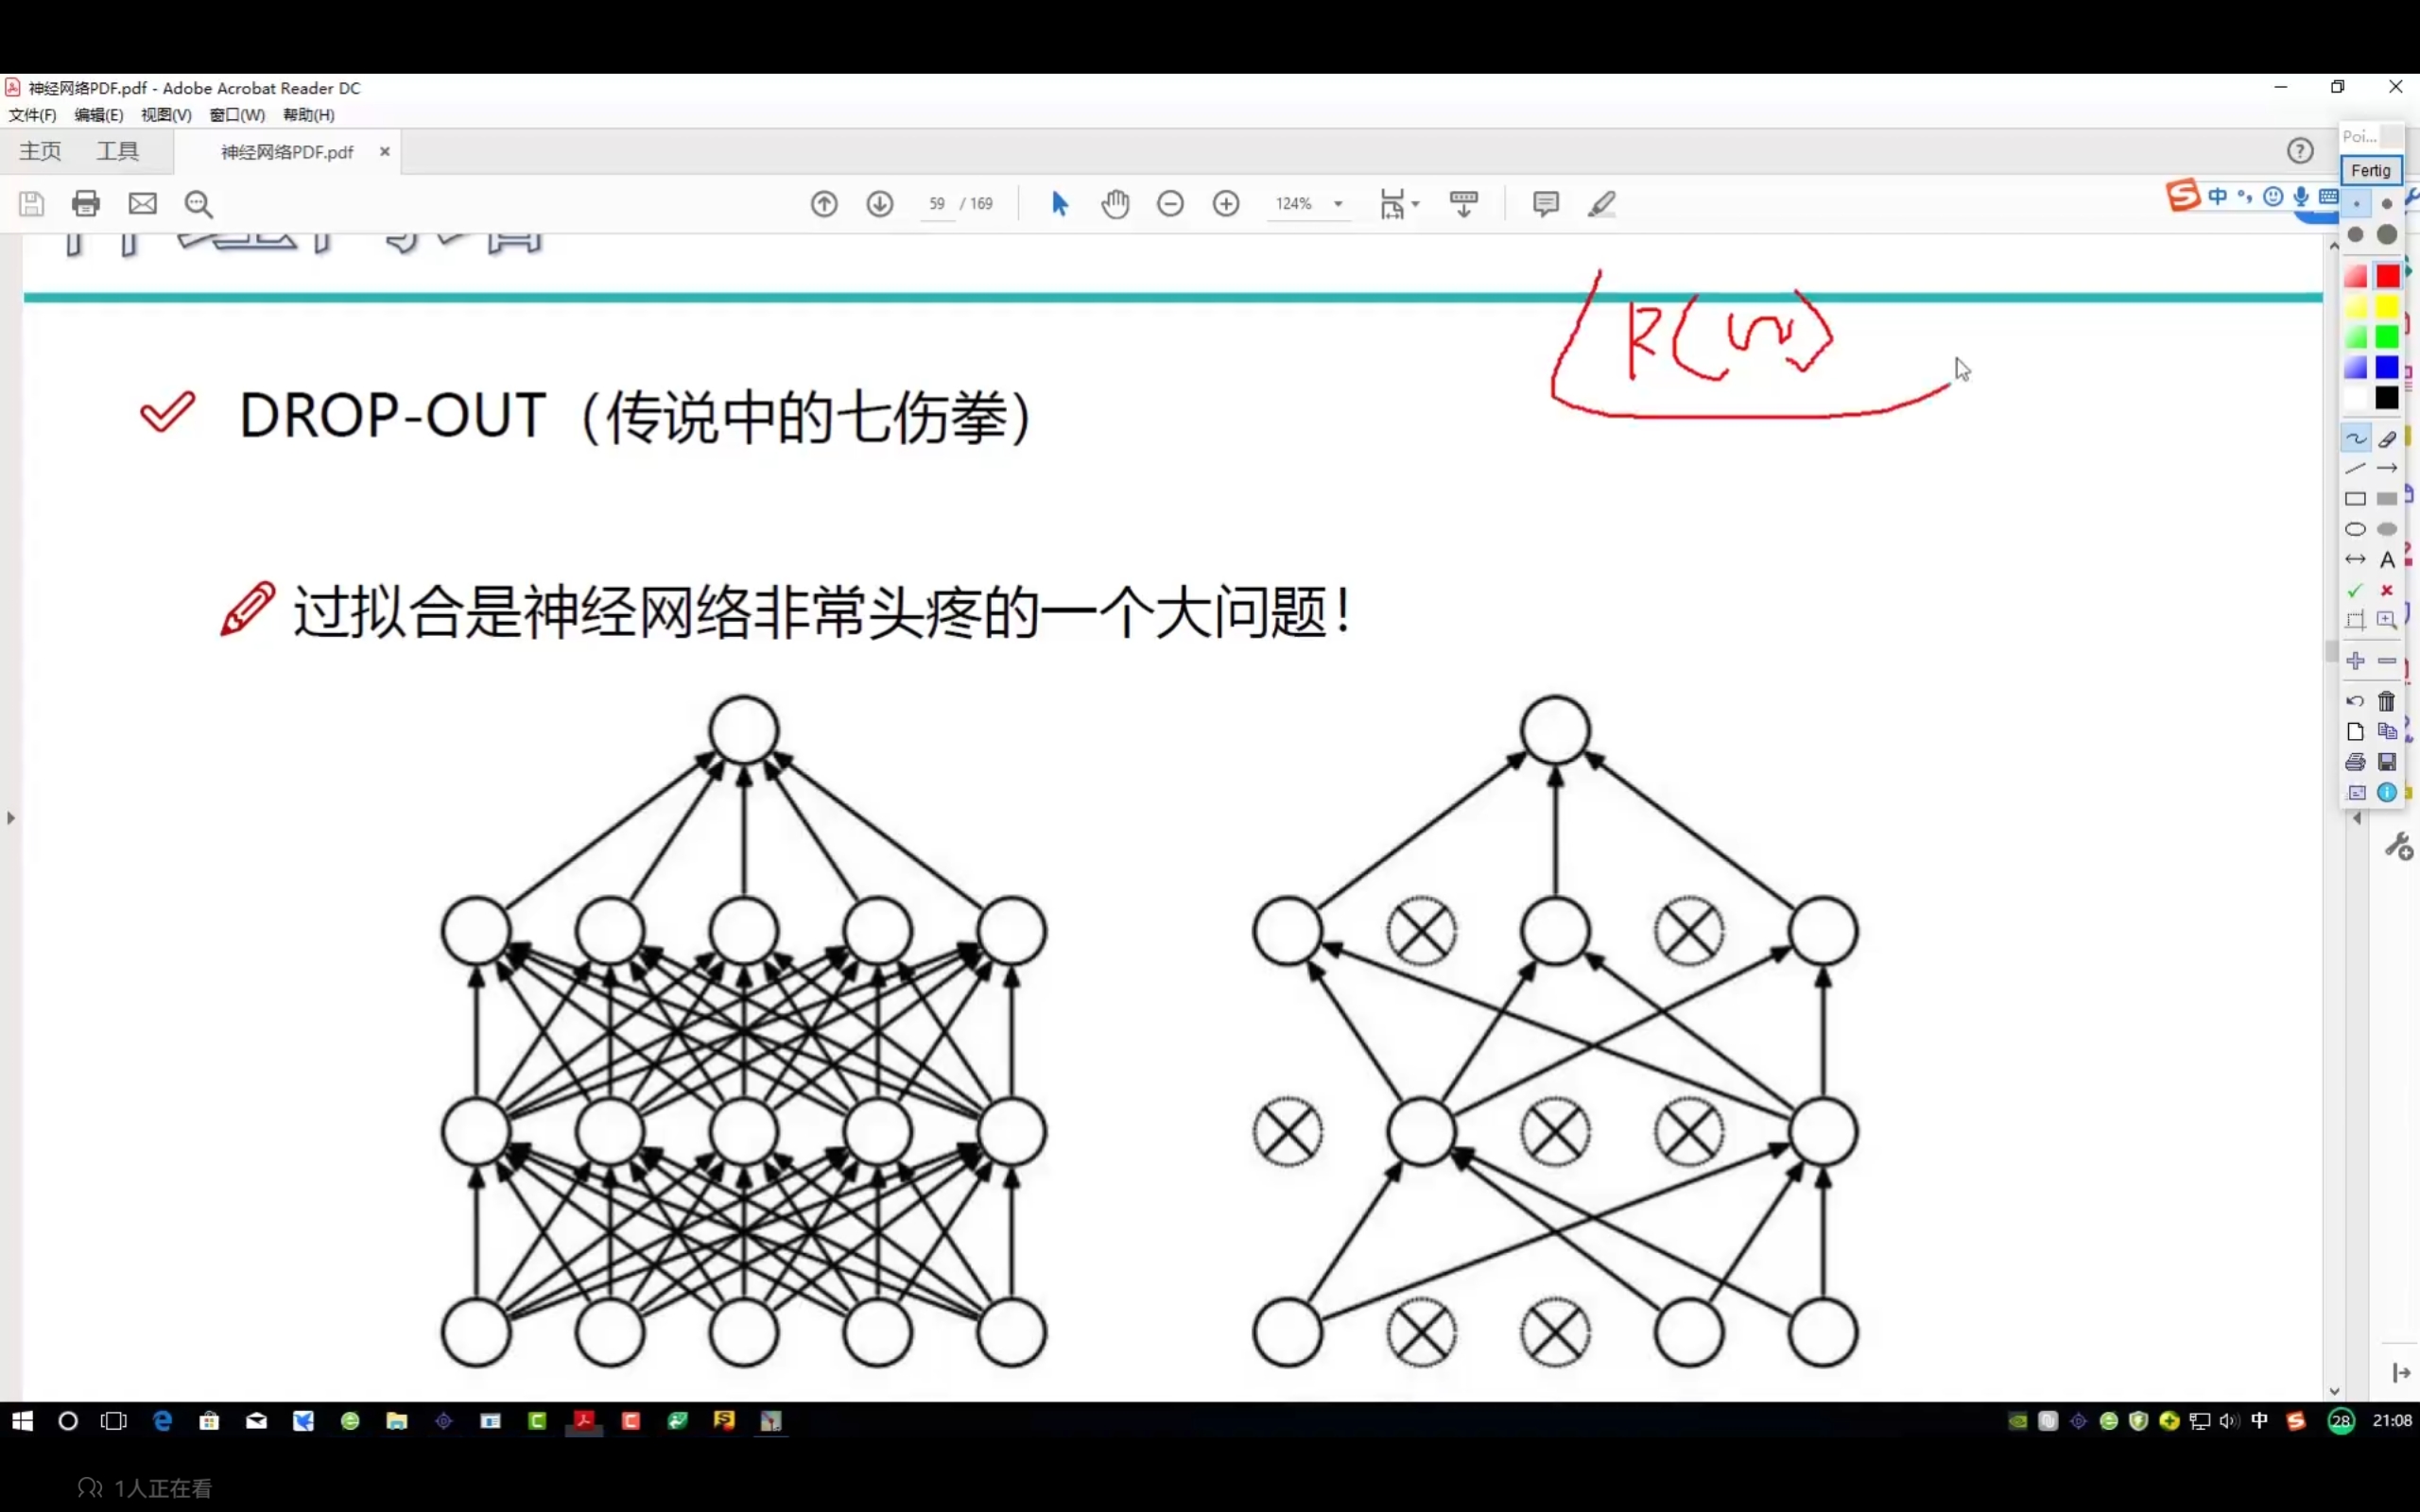 神经网络PDF.pdf - Adobe Acrobat Reader DC
文件(F) 编辑(E) 视图(V) 窗口(W) 帮助(H)
主页 工具 神经网络PDF.pdf
Poi...
Fertig
59 / 169
124%
中
R(W)
DROP-OUT（传说中的七伤拳）
过拟合是神经网络非常头疼的一个大问题！
A
中
28
21:08
1人正在看